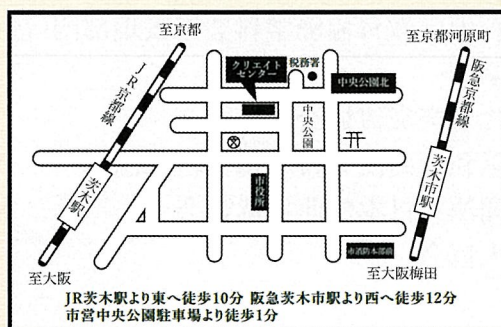 至京都
至京都河原町
JR京都線
クリエイト
センター
税務署
中央公園北
阪急京都線
中央公園
茨木駅
市役所
茨木市駅
市消防本部前
至大阪
至大阪梅田
JR茨木駅より東へ徒歩10分 阪急茨木市駅より西へ徒歩12分
市営中央公園駐車場より徒歩1分